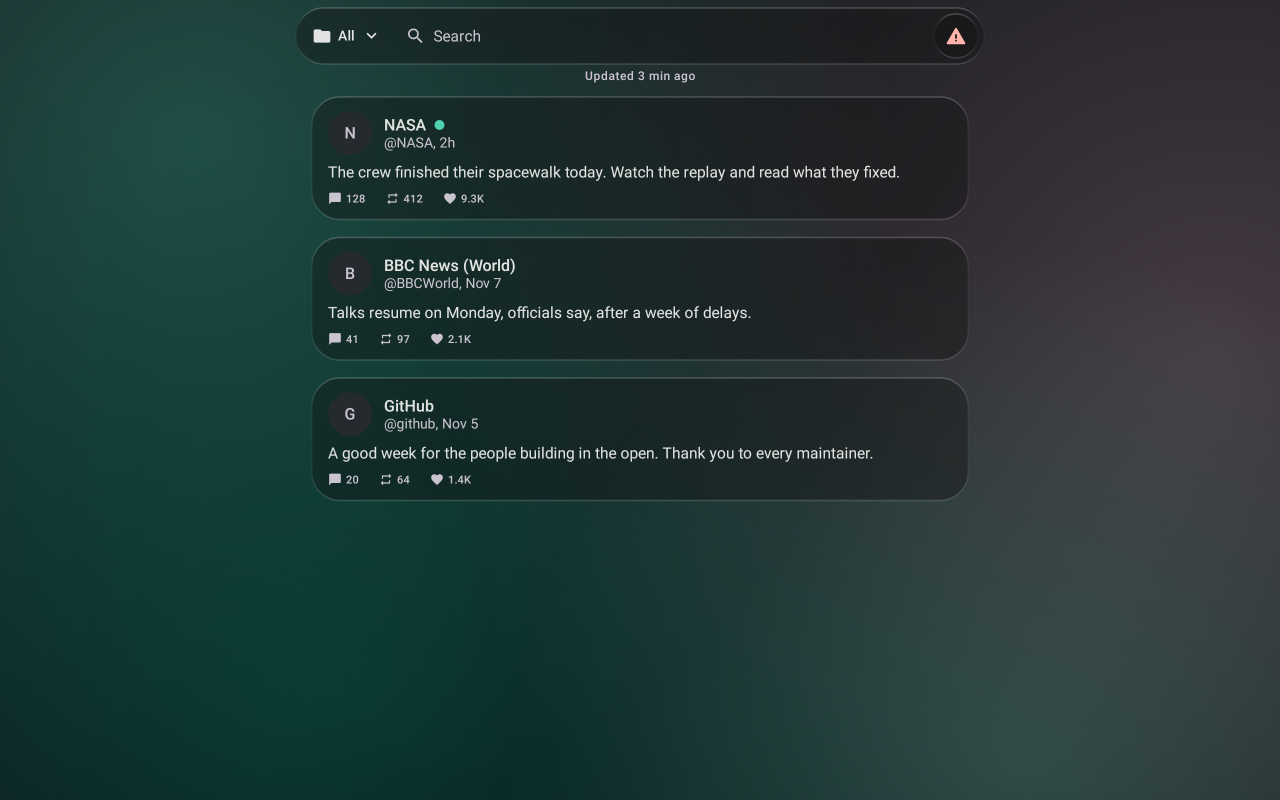 All
Search
Updated 3 min ago
N
NASA
@NASA, 2h
The crew finished their spacewalk today. Watch the replay and read what they fixed.
128 412 9.3K
B
BBC News (World)
@BBCWorld, Nov 7
Talks resume on Monday, officials say, after a week of delays.
41 97 2.1K
G
GitHub
@github, Nov 5
A good week for the people building in the open. Thank you to every maintainer.
20 64 1.4K